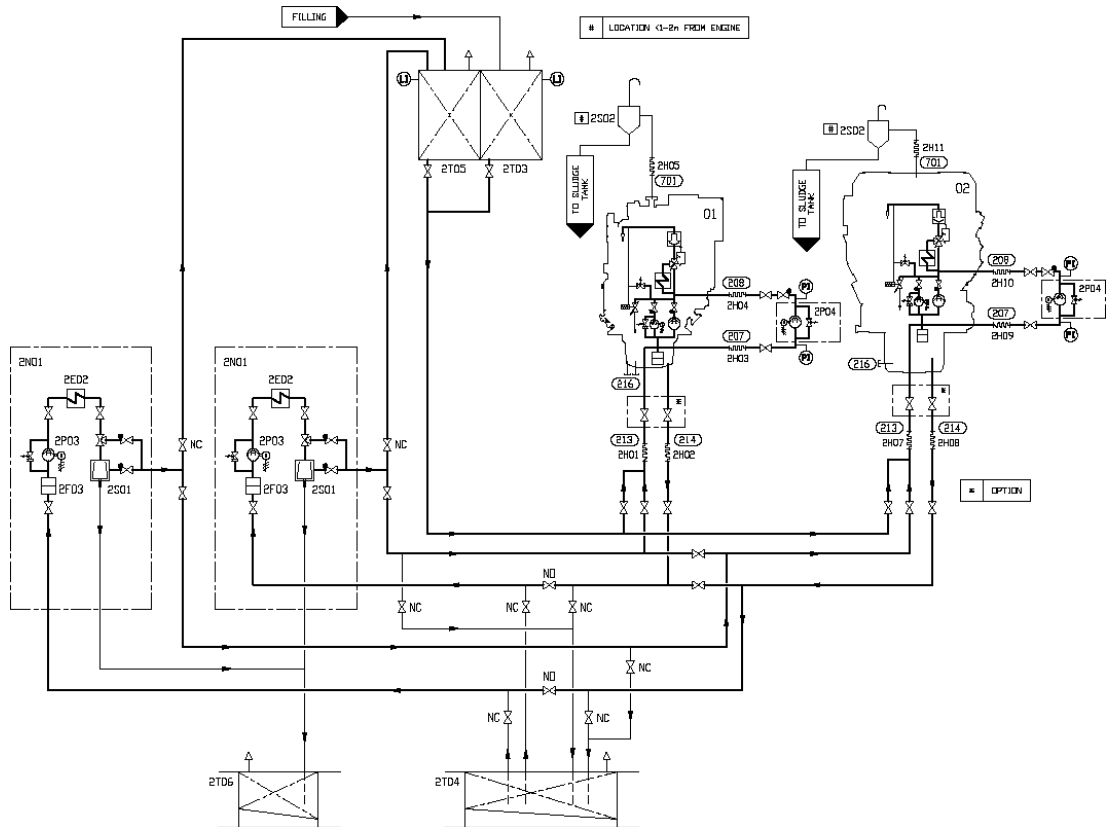 FILLING
# LOCATION <1-2m FROM ENGINE
LI
LI
2T05
2T03
# 2S02
2H05
701
TO SLUDGE
TANK
01
208
2H04
PI
2P04
207
2H03
PI
216
*
213
214
2H01
2H02
# 2S02
2H11
701
TO SLUDGE
TANK
02
208
2H10
PI
2P04
207
2H09
PI
216
*
213
214
2H07
2H08
* OPTION
2N01
2E02
2P03
2F03
2S01
NC
2N01
2E02
2P03
2F03
2S01
NC
NO
NC
NC
NC
NC
NO
NC
NC
2T06
2T04